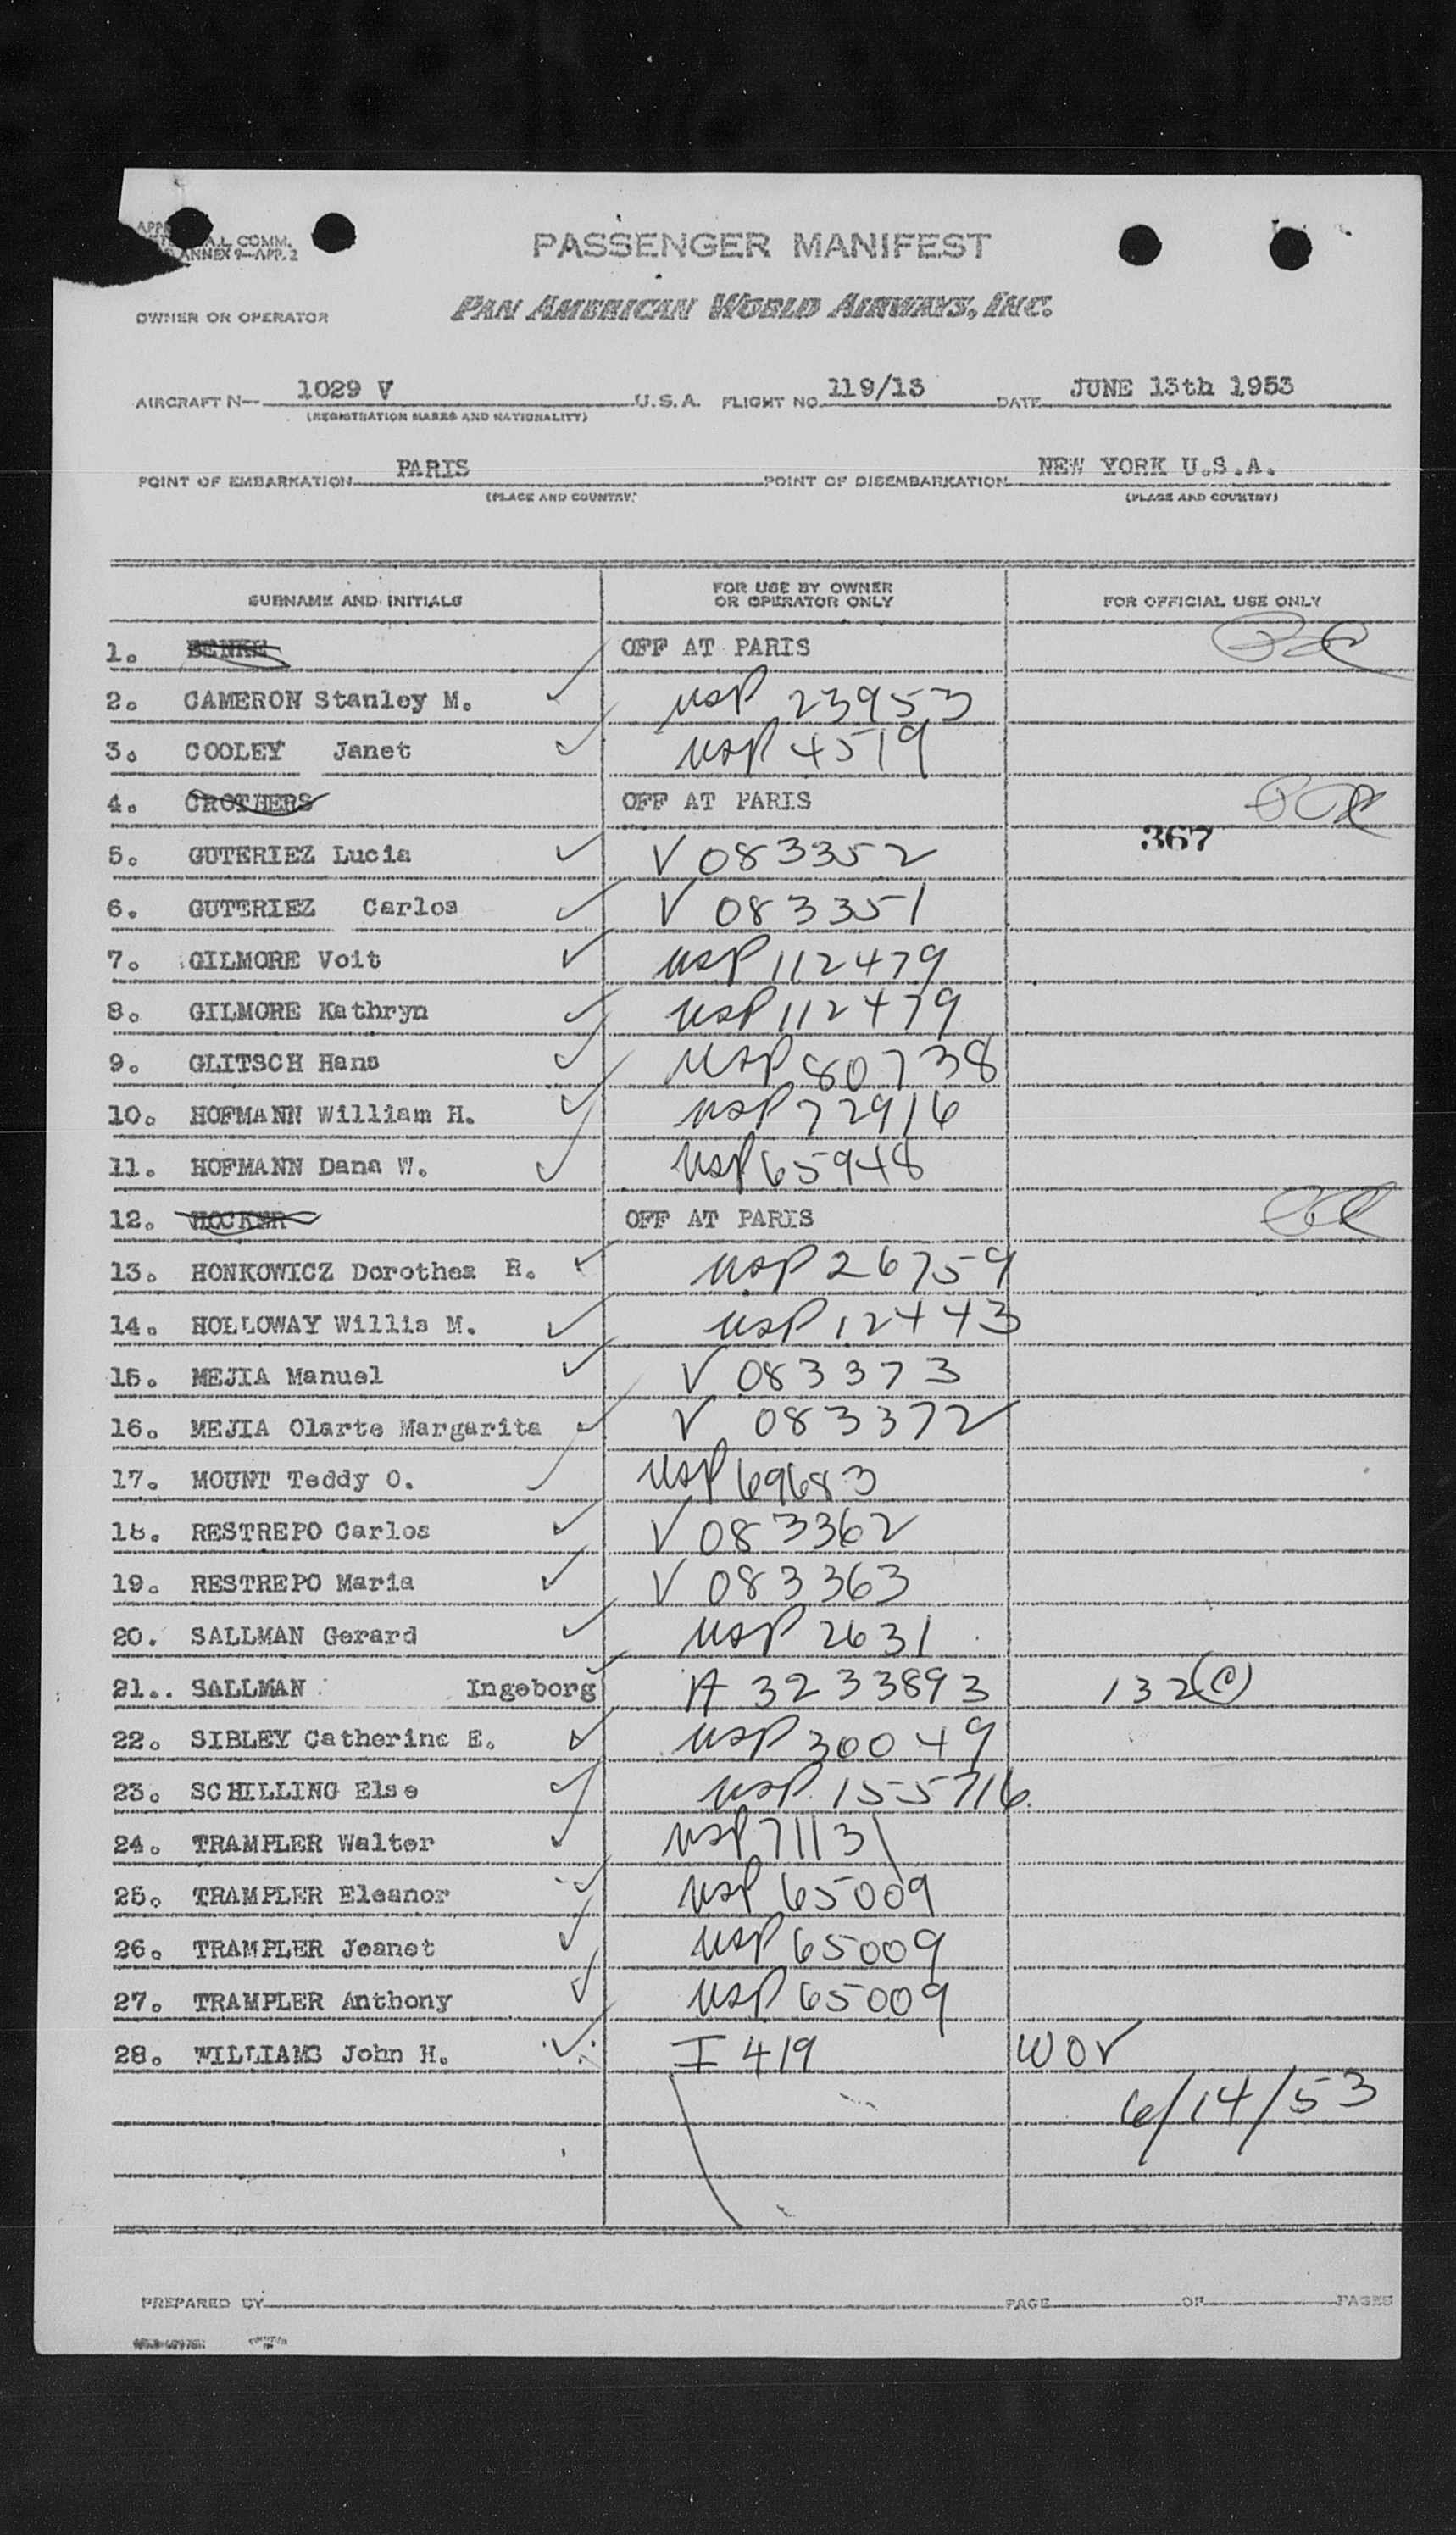 A.L. COMM.
ANNEX 9—APP. 2
PASSENGER MANIFEST
OWNER OR OPERATOR PAN AMERICAN WORLD AIRWAYS, INC.
AIRCRAFT N— 1029 V U.S.A. FLIGHT NO. 119/13 DATE JUNE 13th 1953
(REGISTRATION MARKS AND NATIONALITY)
POINT OF EMBARKATION PARIS POINT OF DISEMBARKATION NEW YORK U.S.A.
(PLACE AND COUNTRY) (PLACE AND COUNTRY)
SURNAME AND INITIALS FOR USE BY OWNER OR OPERATOR ONLY FOR OFFICIAL USE ONLY
1. BENKE OFF AT PARIS
2. CAMERON Stanley M. USP 23953
3. COOLEY Janet USP 4519
4. CROTHERS OFF AT PARIS
367
5. GUTERIEZ Lucia V 083352
6. GUTERIEZ Carlos V 083351
7. GILMORE Voit USP 112479
8. GILMORE Kathryn USP 112479
9. GLITSCH Hans USP 80738
10. HOFMANN William H. USP 72916
11. HOFMANN Dana W. USP 65948
12. HOCKER OFF AT PARIS
13. HONKOWICZ Dorothea R. USP 26759
14. HOLLOWAY Willis M. USP 12443
15. MEJIA Manuel V 083373
16. MEJIA Olarte Margarita V 083372
17. MOUNT Teddy O. USP 69683
18. RESTREPO Carlos V 083362
19. RESTREPO Maria V 083363
20. SALLMAN Gerard USP 2631
21.. SALLMAN Ingeborg A 3233893 132 (C)
22. SIBLEY Catherine E. USP 30049
23. SCHILLING Else USP 155716
24. TRAMPLER Walter USP 71131
25. TRAMPLER Eleanor USP 65009
26. TRAMPLER Jeanet USP 65009
27. TRAMPLER Anthony USP 65009
28. WILLIAMS John H. I 419 WOV
6/14/53
PREPARED BY PAGE OF PAGES